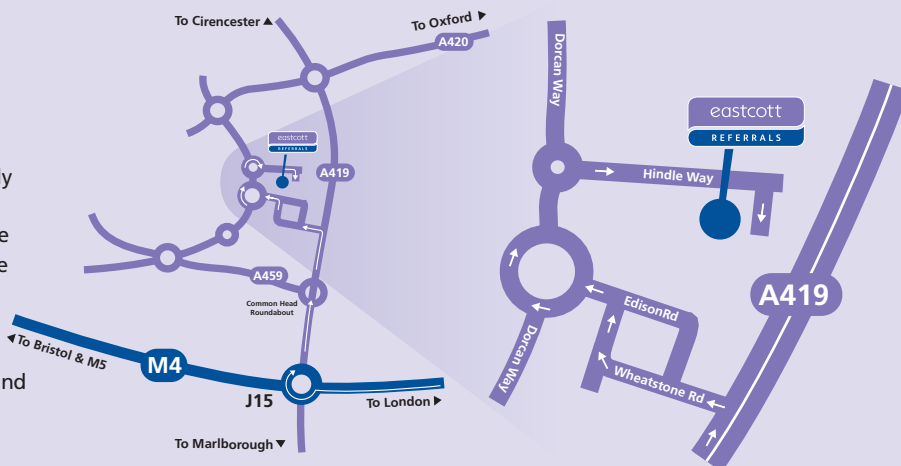 To Cirencester ▲
To Oxford ▶
A420
eastcott
REFERRALS
A419
A459
Common Head
Roundabout
◀To Bristol & M5
M4
J15
To London ▶
To Marlborough ▼
Dorcan Way
eastcott
REFERRALS
Hindle Way
A419
EdisonRd
Dorcan Way
Wheatstone Rd